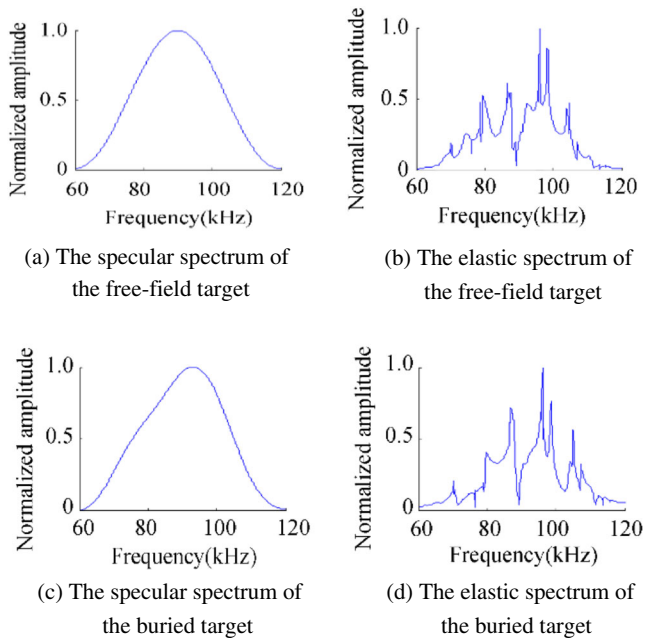 Normalized amplitude
1.0
0.5
0
60 80 100 120
Frequency(kHz)
(a) The specular spectrum of
the free-field target
Normalized amplitude
1.0
0.5
0
60 80 100 120
Frequency(kHz)
(b) The elastic spectrum of
the free-field target
Normalized amplitude
1.0
0.5
0
60 80 100 120
Frequency(kHz)
(c) The specular spectrum of
the buried target
Normalized amplitude
1.0
0.5
0
60 80 100 120
Frequency(kHz)
(d) The elastic spectrum of
the buried target